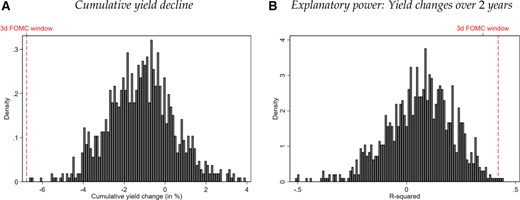 A
Cumulative yield decline
3d FOMC window
Density
.3
.2
.1
0
-6
-4
-2
0
2
4
Cumulative yield change (in %)
B
Explanatory power: Yield changes over 2 years
3d FOMC window
Density
4
3
2
1
0
-.5
0
.5
R-squared